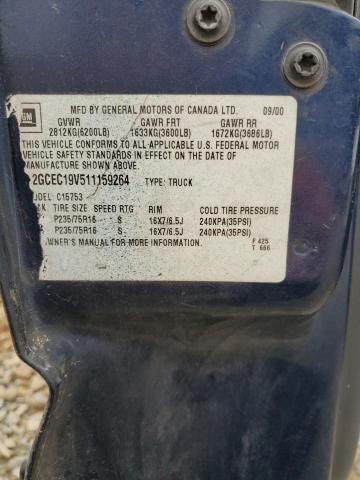 GM
MFD BY GENERAL MOTORS OF CANADA LTD. 09/00
GVWR GAWR FRT GAWR RR
2812KG(6200LB) 1633KG(3600LB) 1672KG(3686LB)
THIS VEHICLE CONFORMS TO ALL APPLICABLE U.S. FEDERAL MOTOR
VEHICLE SAFETY STANDARDS IN EFFECT ON THE DATE OF
MANUFACTURE SHOWN ABOVE.
2GCEC19V511159264 TYPE: TRUCK
MODEL: C15753
TIRE SIZE SPEED RTG RIM COLD TIRE PRESSURE
P235/75R16 S 16X7/6.5J 240KPA(35PSI)
P235/75R16 S 16X7/6.5J 240KPA(35PSI)
OWNER'S MANUAL FOR MORE INFORMATION. F 425
T 656